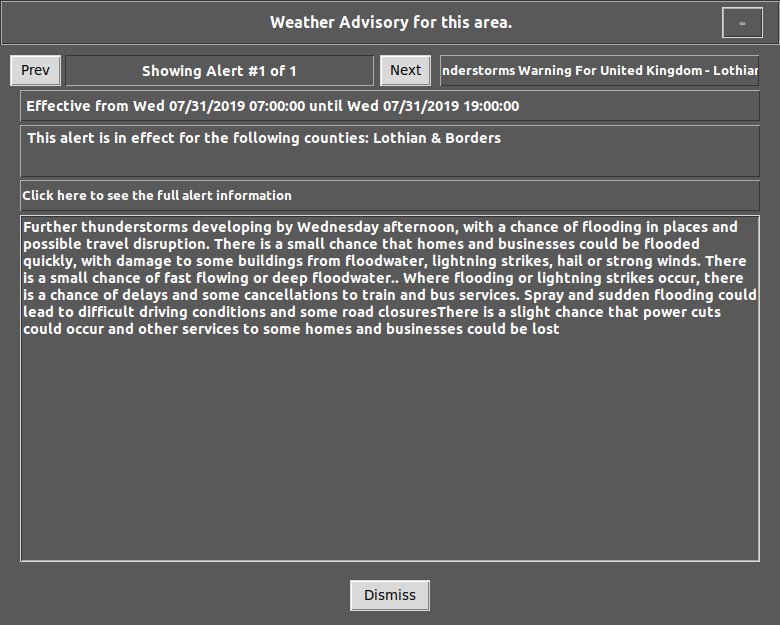 Weather Advisory for this area.
-
Prev
Showing Alert #1 of 1
Next
nderstorms Warning For United Kingdom - Lothian
Effective from Wed 07/31/2019 07:00:00 until Wed 07/31/2019 19:00:00
This alert is in effect for the following counties: Lothian & Borders
Click here to see the full alert information
Further thunderstorms developing by Wednesday afternoon, with a chance of flooding in places and
possible travel disruption. There is a small chance that homes and businesses could be flooded
quickly, with damage to some buildings from floodwater, lightning strikes, hail or strong winds. There
is a small chance of fast flowing or deep floodwater.. Where flooding or lightning strikes occur, there
is a chance of delays and some cancellations to train and bus services. Spray and sudden flooding could
lead to difficult driving conditions and some road closuresThere is a slight chance that power cuts
could occur and other services to some homes and businesses could be lost
Dismiss